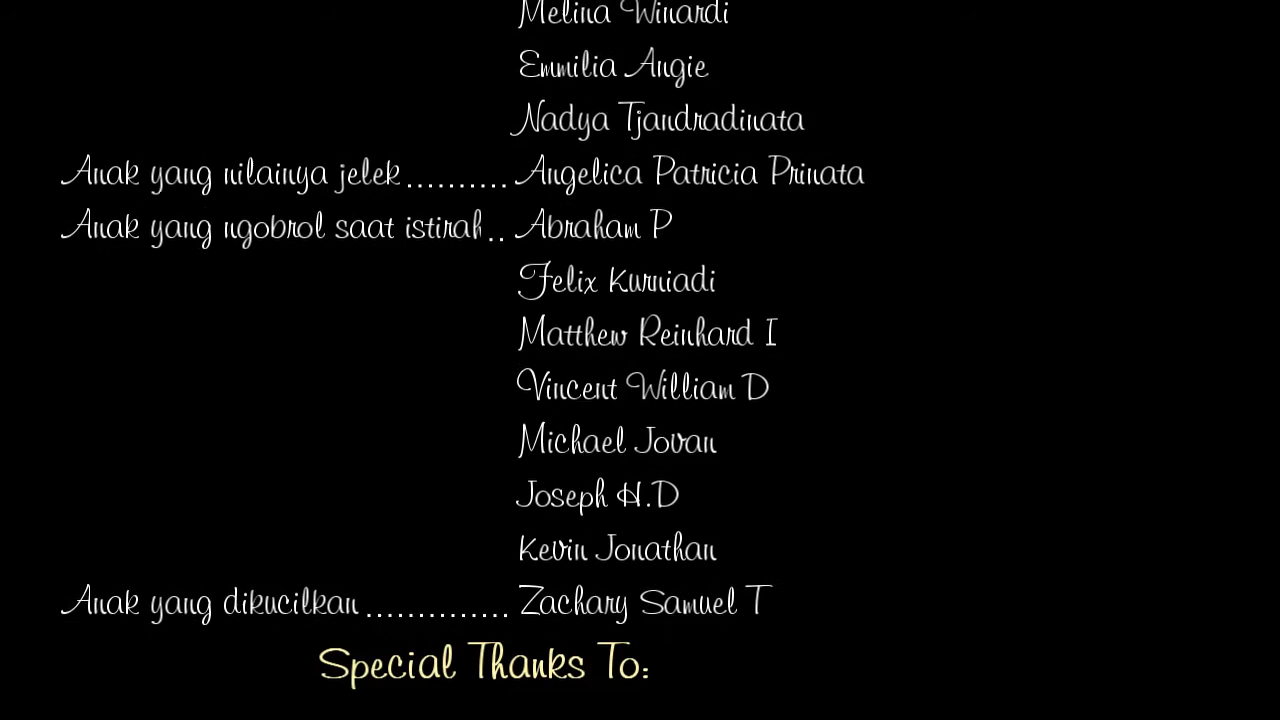 Melina Winardi
Emmilia Angie
Nadya Tjandradinata
Anak yang nilainya jelek.......... Angelica Patricia Prinata
Anak yang ngobrol saat istirah.. Abraham P
Felix Kurniadi
Matthew Reinhard I
Vincent William D
Michael Jovan
Joseph H.D
Kevin Jonathan
Anak yang dikucilkan.............. Zachary Samuel T
Special Thanks To: